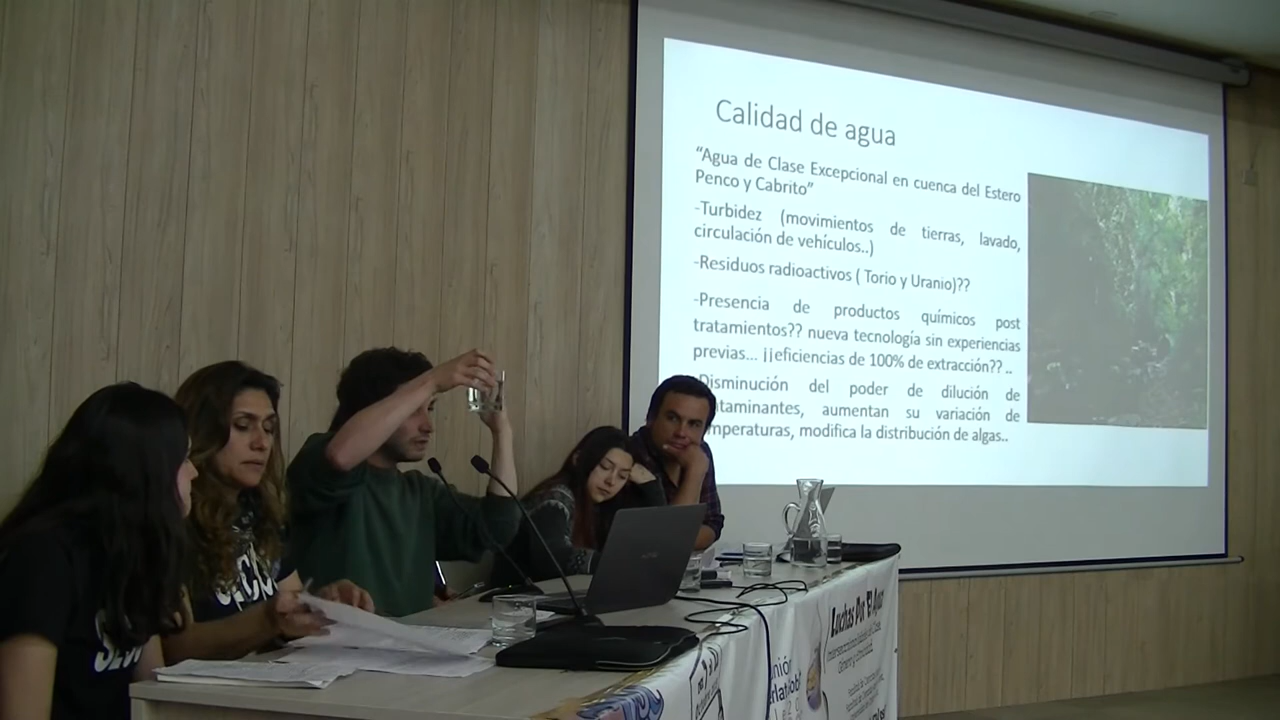 Calidad de agua
"Agua de Clase Excepcional en cuenca del Estero
Penco y Cabrito"
-Turbidez (movimientos de tierras, lavado,
circulación de vehículos..)
-Residuos radioactivos ( Torio y Uranio)??
-Presencia de productos químicos post
tratamientos?? nueva tecnología sin experiencias
previas... ¡¡eficiencias de 100% de extracción?? ..
Disminución del poder de dilución de
taminantes, aumentan su variación de
mperaturas, modifica la distribución de algas..
Luchas Por El Agua
Género y
nión